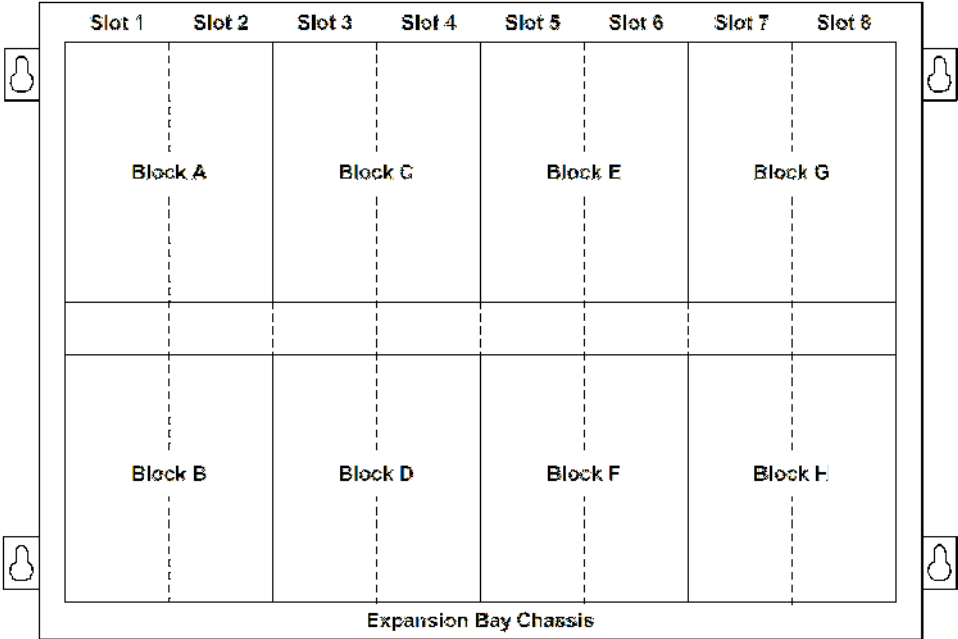 Slot 1 Slot 2 Slot 3 Slot 4 Slot 5 Slot 6 Slot 7 Slot 8
Block A Block C Block E Block G
Block B Block D Block F Block H
Expansion Bay Chassis